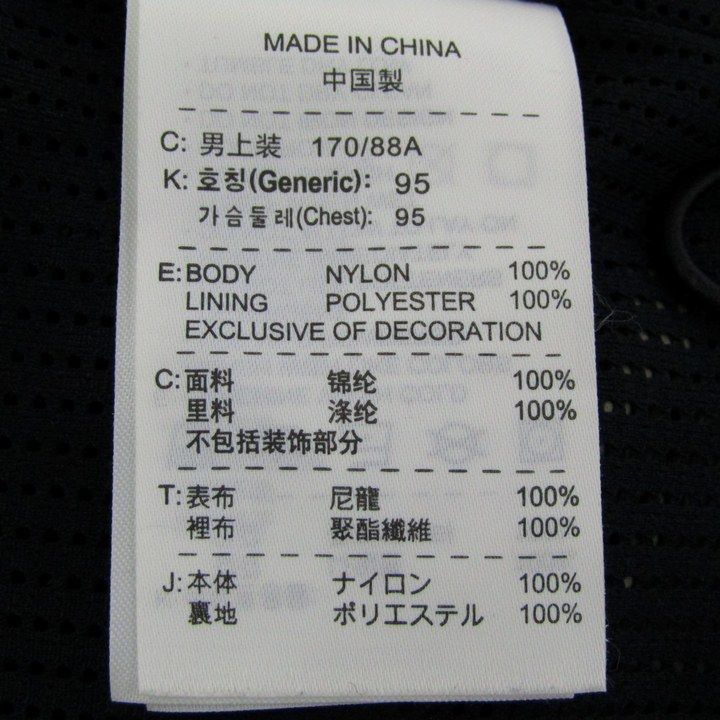 MADE IN CHINA
中国製
C: 男上装 170/88A
K: 호칭(Generic): 95
가슴둘레(Chest): 95
E: BODY NYLON 100%
LINING POLYESTER 100%
EXCLUSIVE OF DECORATION
C: 面料 锦纶 100%
里料 涤纶 100%
不包括装饰部分
T: 表布 尼龍 100%
裡布 聚酯纖維 100%
J: 本体 ナイロン 100%
裏地 ポリエステル 100%